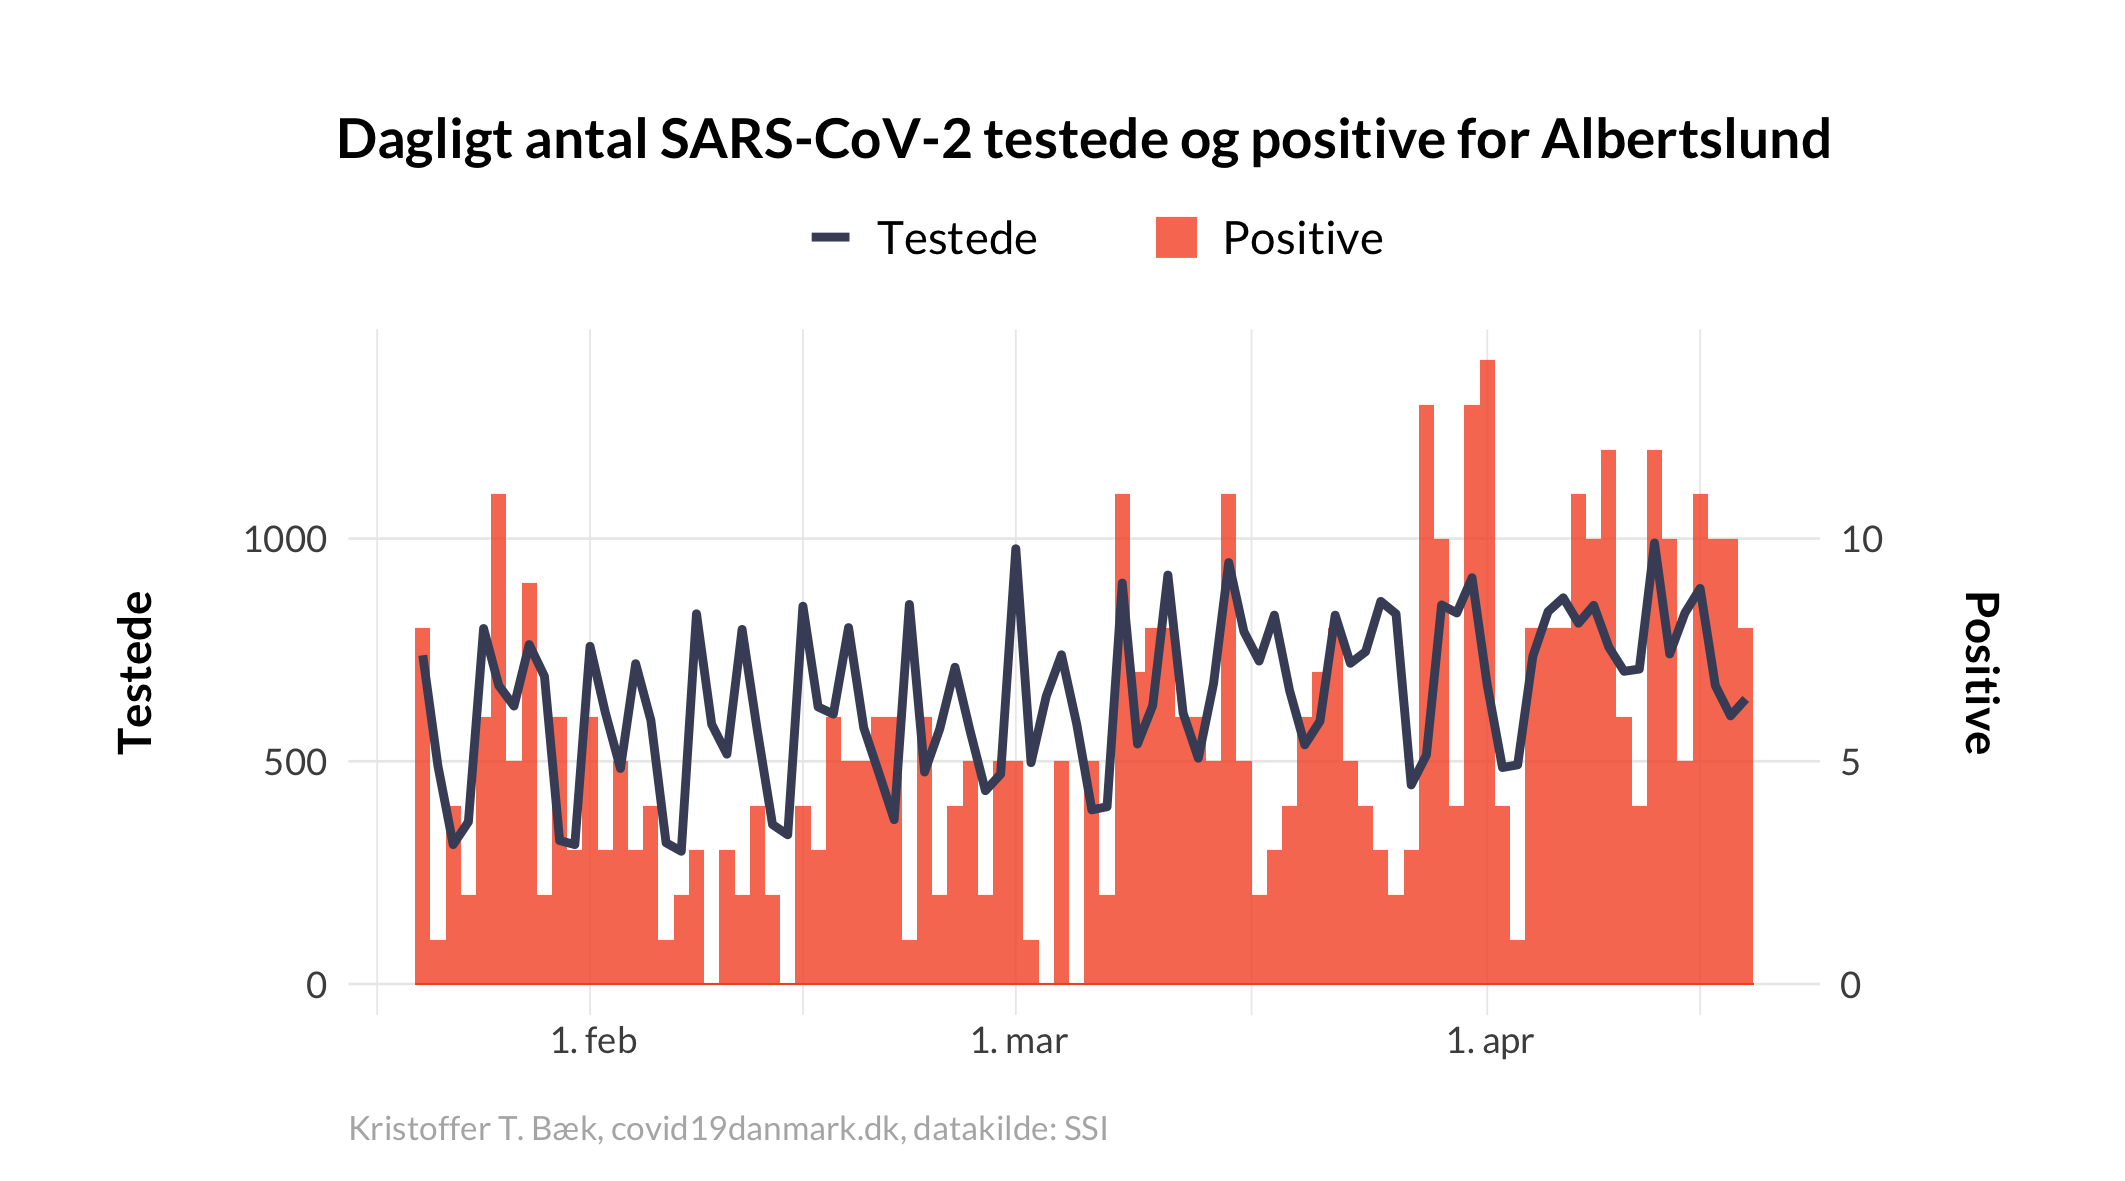 Dagligt antal SARS-CoV-2 testede og positive for Albertslund
Testede
Positive
1000
500
0
Testede
10
5
0
Positive
1. feb
1. mar
1. apr
Kristoffer T. Bæk, covid19danmark.dk, datakilde: SSI